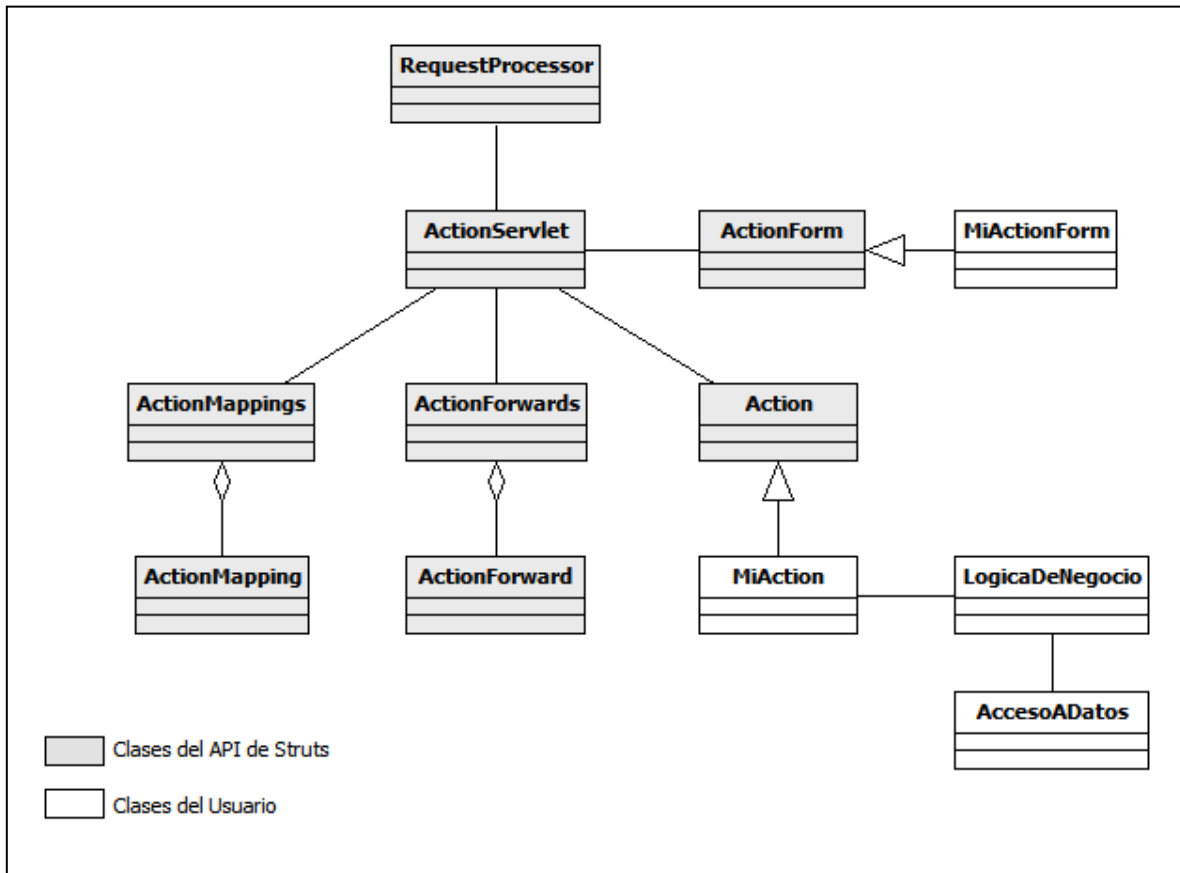 RequestProcessor
ActionServlet
ActionForm
MiActionForm
ActionMappings
ActionForwards
Action
ActionMapping
ActionForward
MiAction
LogicaDeNegocio
AccesoADatos
Clases del API de Struts
Clases del Usuario